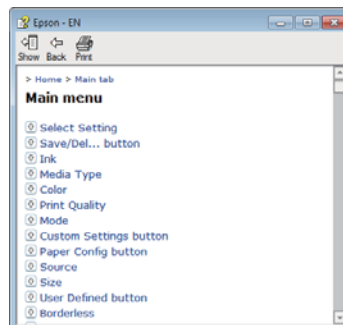 Epson - EN
Show Back Print
> Home > Main tab
Main menu
Select Setting
Save/Del... button
Ink
Media Type
Color
Print Quality
Mode
Custom Settings button
Paper Config button
Source
Size
User Defined button
Borderless